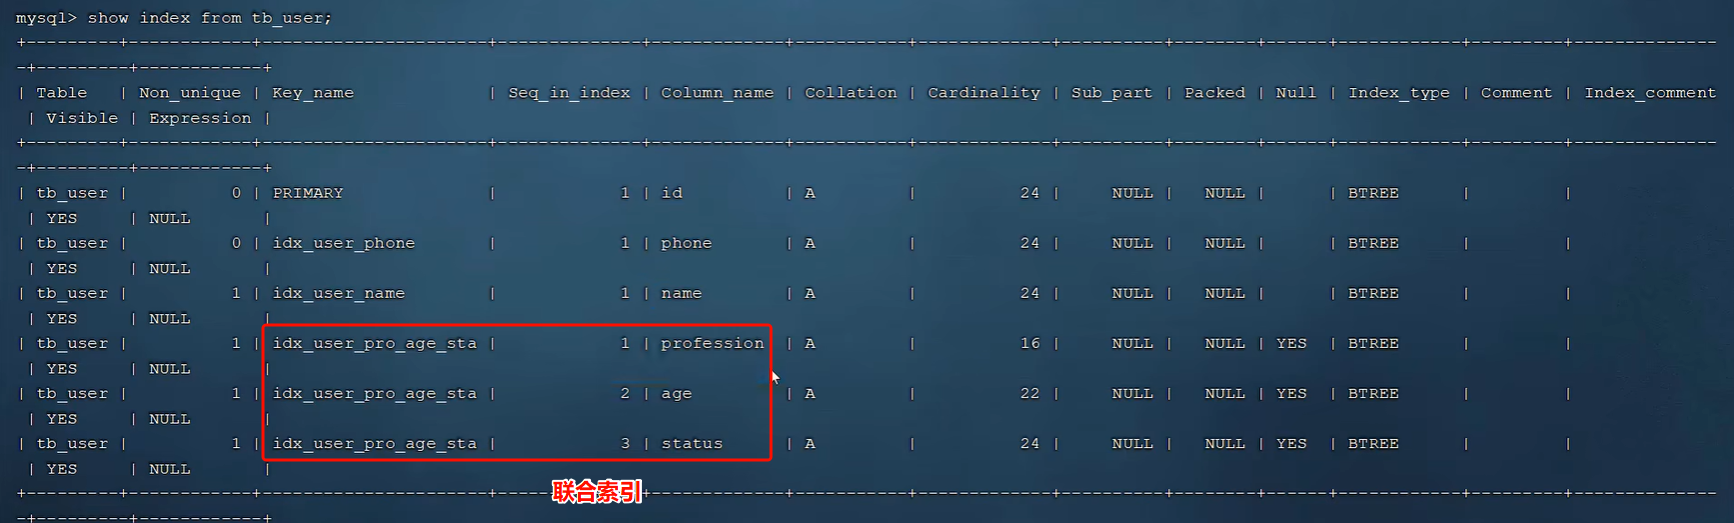 mysql> show index from tb_user;
+---------+------------+----------------------+--------------+-------------+-----------+-------------+----------+--------+------+------------+---------+--------------
-+---------+------------+
| Table   | Non_unique | Key_name             | Seq_in_index | Column_name | Collation | Cardinality | Sub_part | Packed | Null | Index_type | Comment | Index_comment
 | Visible | Expression |
+---------+------------+----------------------+--------------+-------------+-----------+-------------+----------+--------+------+------------+---------+--------------
-+---------+------------+
| tb_user |          0 | PRIMARY              |            1 | id          | A         |          24 |     NULL |   NULL |      | BTREE      |         |
 | YES     | NULL       |
| tb_user |          0 | idx_user_phone       |            1 | phone       | A         |          24 |     NULL |   NULL |      | BTREE      |         |
 | YES     | NULL       |
| tb_user |          1 | idx_user_name        |            1 | name        | A         |          24 |     NULL |   NULL |      | BTREE      |         |
 | YES     | NULL       |
| tb_user |          1 | idx_user_pro_age_sta |            1 | profession  | A         |          16 |     NULL |   NULL | YES  | BTREE      |         |
 | YES     | NULL       |
| tb_user |          1 | idx_user_pro_age_sta |            2 | age         | A         |          22 |     NULL |   NULL | YES  | BTREE      |         |
 | YES     | NULL       |
| tb_user |          1 | idx_user_pro_age_sta |            3 | status      | A         |          24 |     NULL |   NULL | YES  | BTREE      |         |
 | YES     | NULL       |
联合索引
+---------+------------+----------------------+--------------+-------------+-----------+-------------+----------+--------+------+------------+---------+--------------
-+---------+------------+